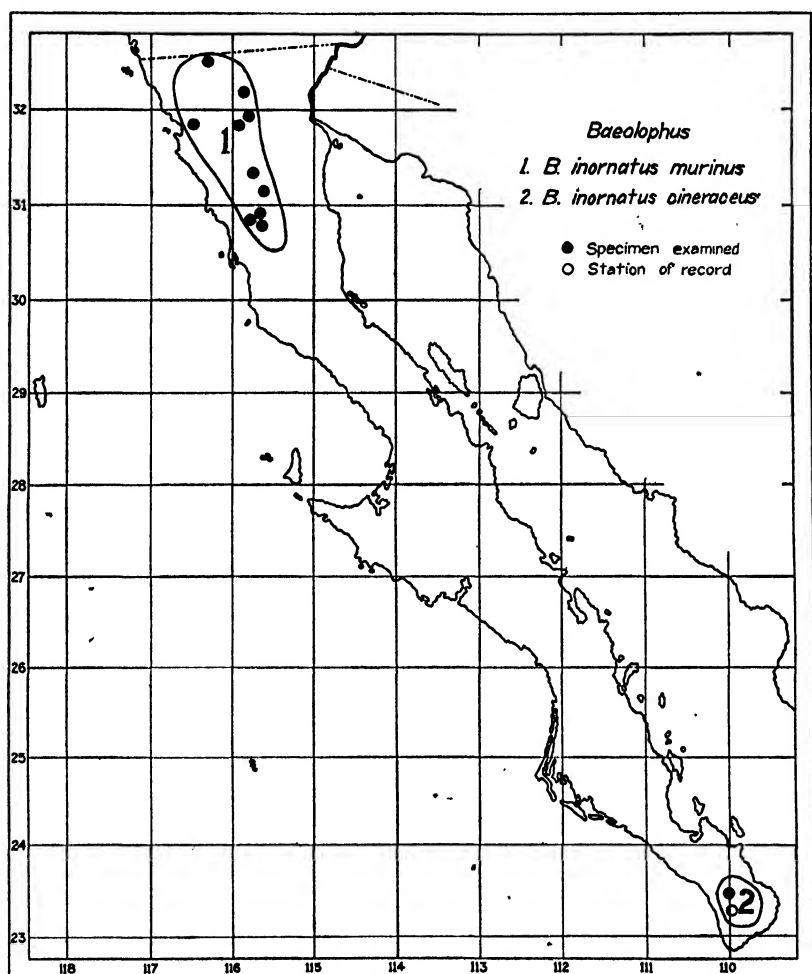 Baeolophus
1. B. inornatus murinus
2. B. inornatus cineraceus
● Specimen examined
○ Station of record
32
31
30
29
28
27
26
25
24
23
1
2
118 117 116 115 114 113 112 111 110